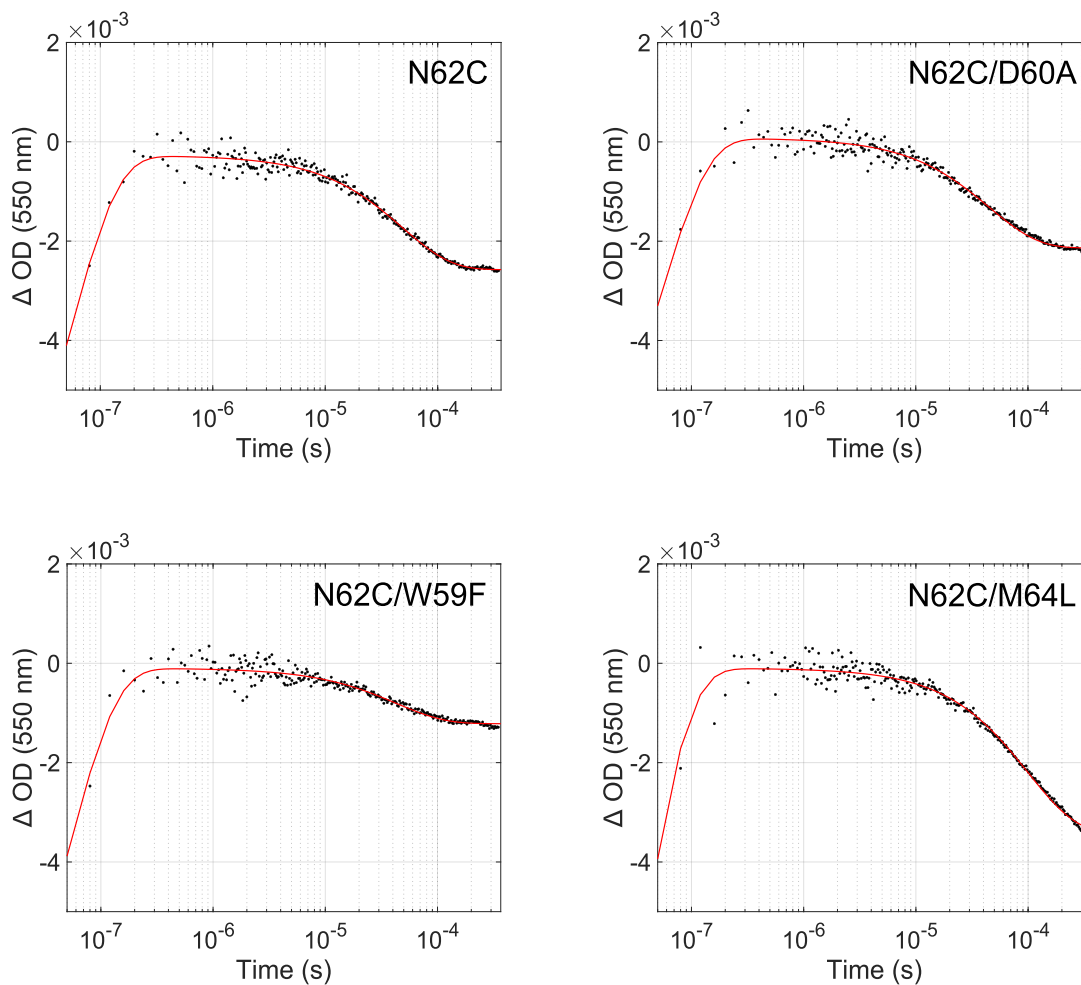 ×10⁻³
N62C
2
0
-2
-4
Δ OD (550 nm)
10⁻⁷ 10⁻⁶ 10⁻⁵ 10⁻⁴
Time (s)
×10⁻³
N62C/D60A
2
0
-2
-4
Δ OD (550 nm)
10⁻⁷ 10⁻⁶ 10⁻⁵ 10⁻⁴
Time (s)
×10⁻³
N62C/W59F
2
0
-2
-4
Δ OD (550 nm)
10⁻⁷ 10⁻⁶ 10⁻⁵ 10⁻⁴
Time (s)
×10⁻³
N62C/M64L
2
0
-2
-4
Δ OD (550 nm)
10⁻⁷ 10⁻⁶ 10⁻⁵ 10⁻⁴
Time (s)